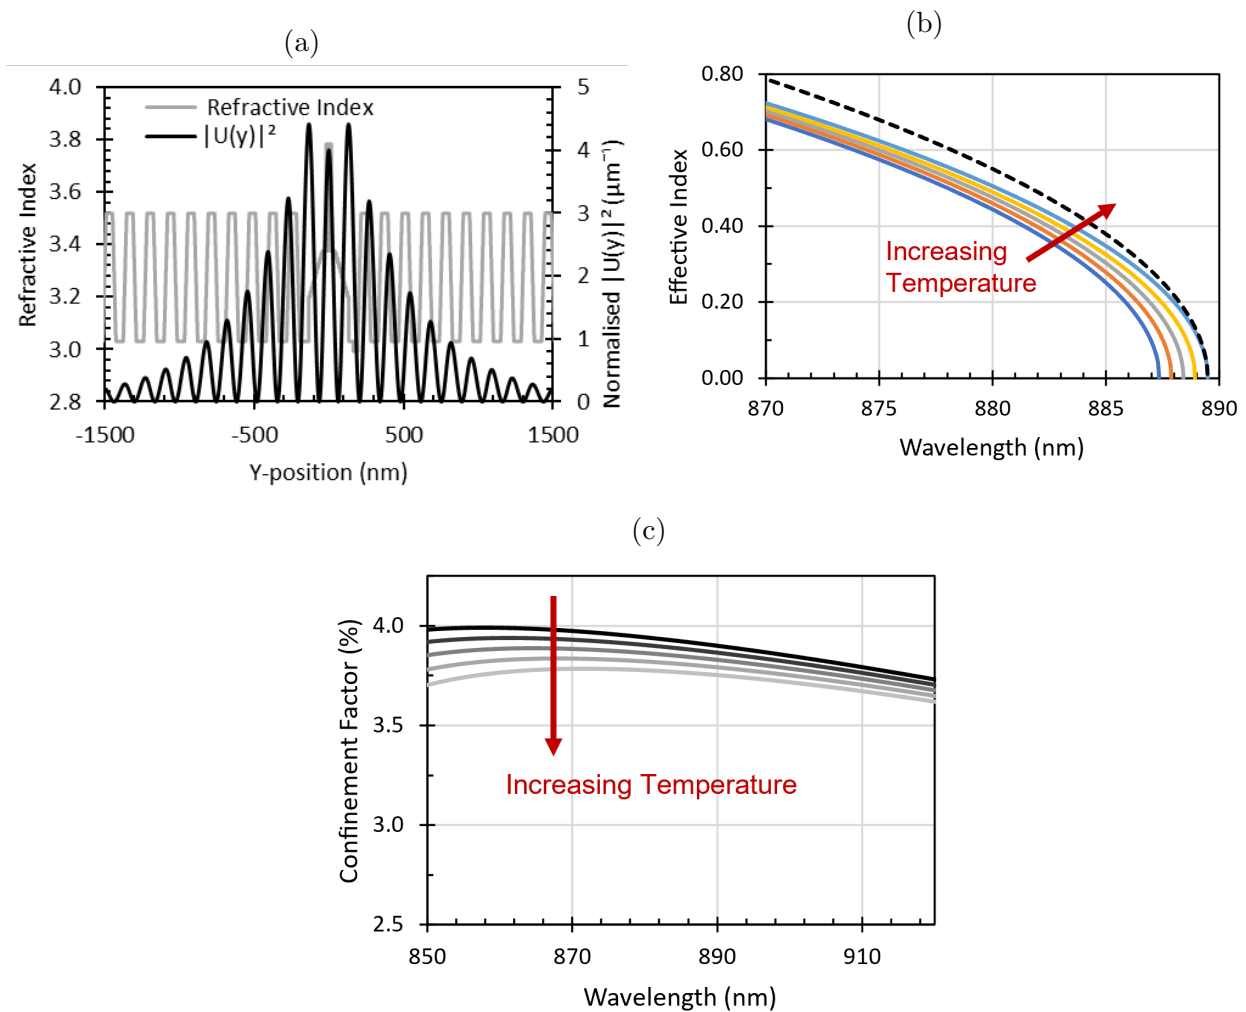 (a)
4.0
3.8
3.6
3.4
3.2
3.0
2.8
Refractive Index
Refractive Index
|U(y)|²
5
4
3
2
1
0
Normalised |U(y)|² (μm⁻¹)
-1500
-500
500
1500
Y-position (nm)
(b)
0.80
0.60
0.40
0.20
0.00
Effective Index
Increasing
Temperature
870
875
880
885
890
Wavelength (nm)
(c)
4.0
3.5
3.0
2.5
Confinement Factor (%)
Increasing Temperature
850
870
890
910
Wavelength (nm)